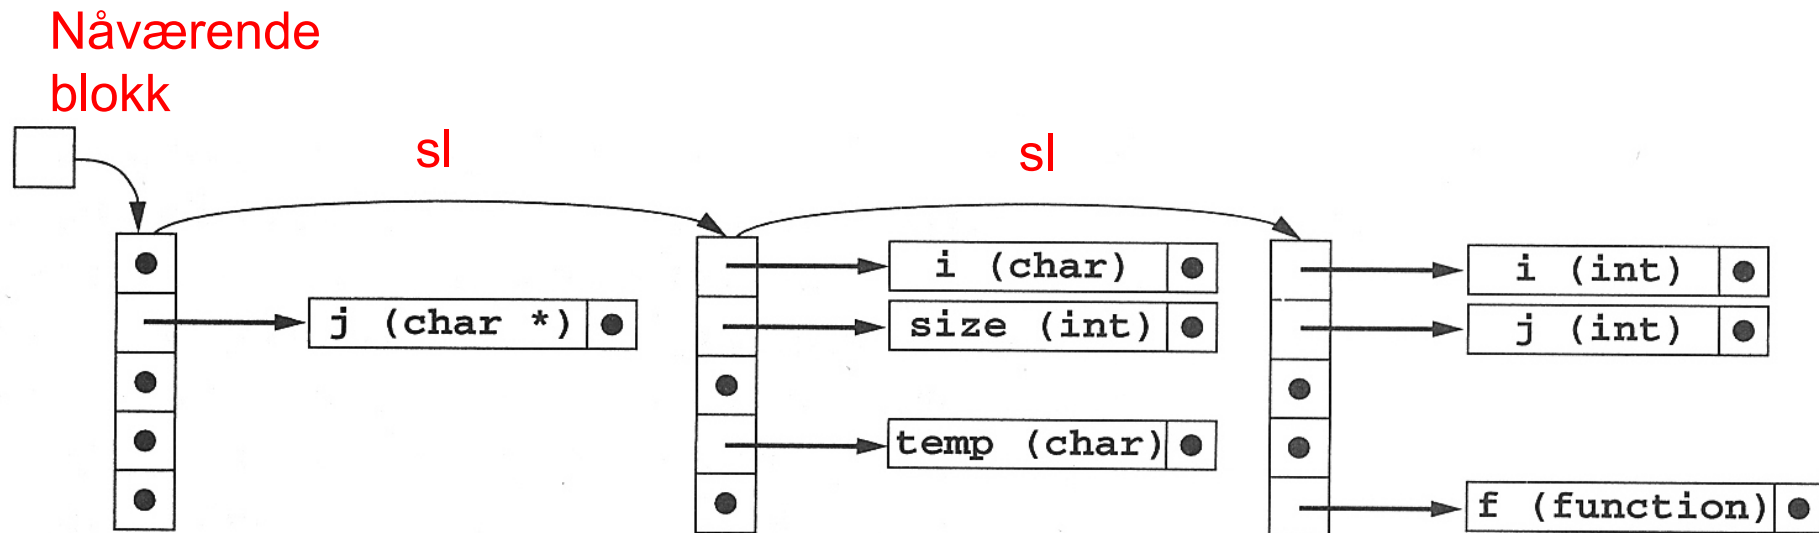 Nåværende
blokk
sl
sl
i (char)
i (int)
j (char *)
size (int)
j (int)
temp (char)
f (function)